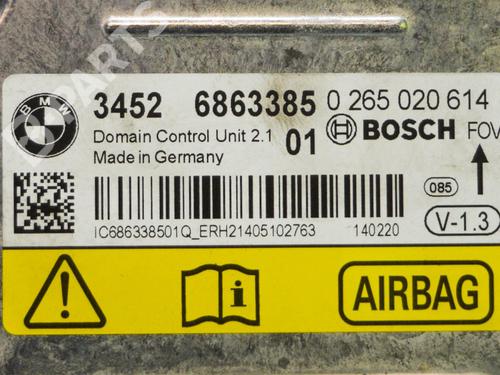 BMW
3452 6863385 0 265 020 614
Domain Control Unit 2.1 01 BOSCH FOV
Made in Germany
085
V-1.3
IC686338501Q_ERH21405102763 140220
i
AIRBAG